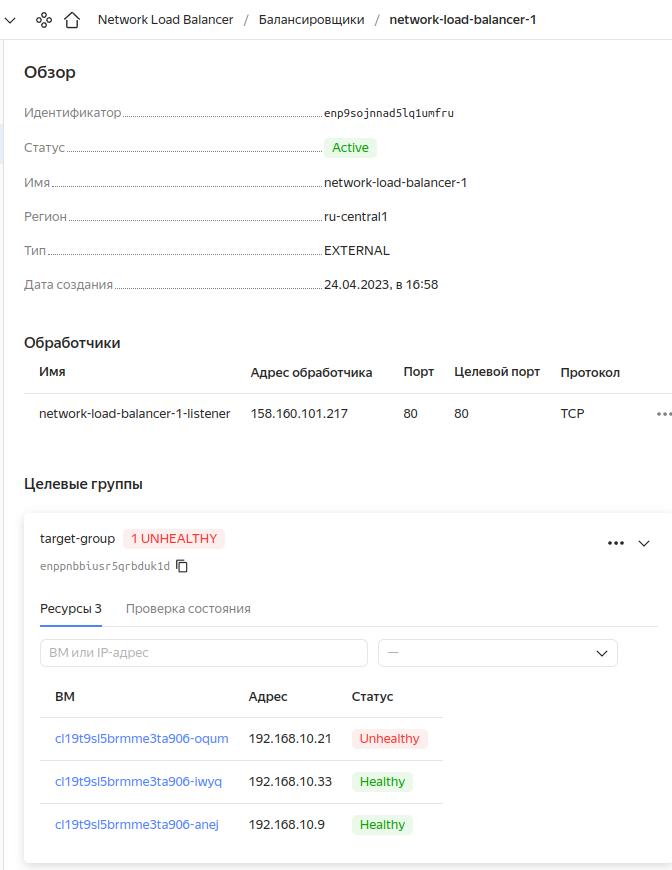 Network Load Balancer / Балансировщики / network-load-balancer-1
Обзор
Идентификатор enp9sojnnad5lq1umfru
Статус Active
Имя network-load-balancer-1
Регион ru-central1
Тип EXTERNAL
Дата создания 24.04.2023, в 16:58
Обработчики
Имя Адрес обработчика Порт Целевой порт Протокол
network-load-balancer-1-listener 158.160.101.217 80 80 TCP
Целевые группы
target-group 1 UNHEALTHY
enppnbbiusr5qrbduk1d
Ресурсы 3 Проверка состояния
ВМ или IP-адрес —
ВМ Адрес Статус
cl19t9sl5brmme3ta906-oqum 192.168.10.21 Unhealthy
cl19t9sl5brmme3ta906-iwyq 192.168.10.33 Healthy
cl19t9sl5brmme3ta906-anej 192.168.10.9 Healthy